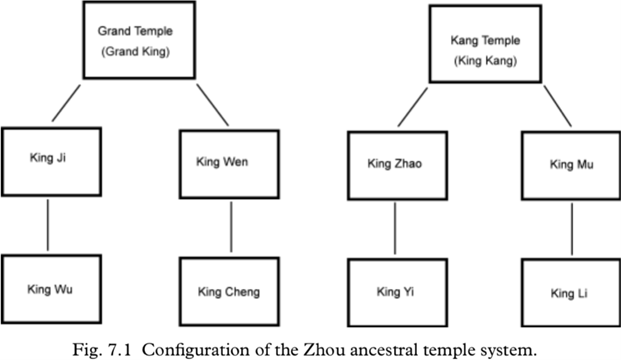 Grand Temple
(Grand King)
Kang Temple
(King Kang)
King Ji
King Wen
King Zhao
King Mu
King Wu
King Cheng
King Yi
King Li
Fig. 7.1 Configuration of the Zhou ancestral temple system.